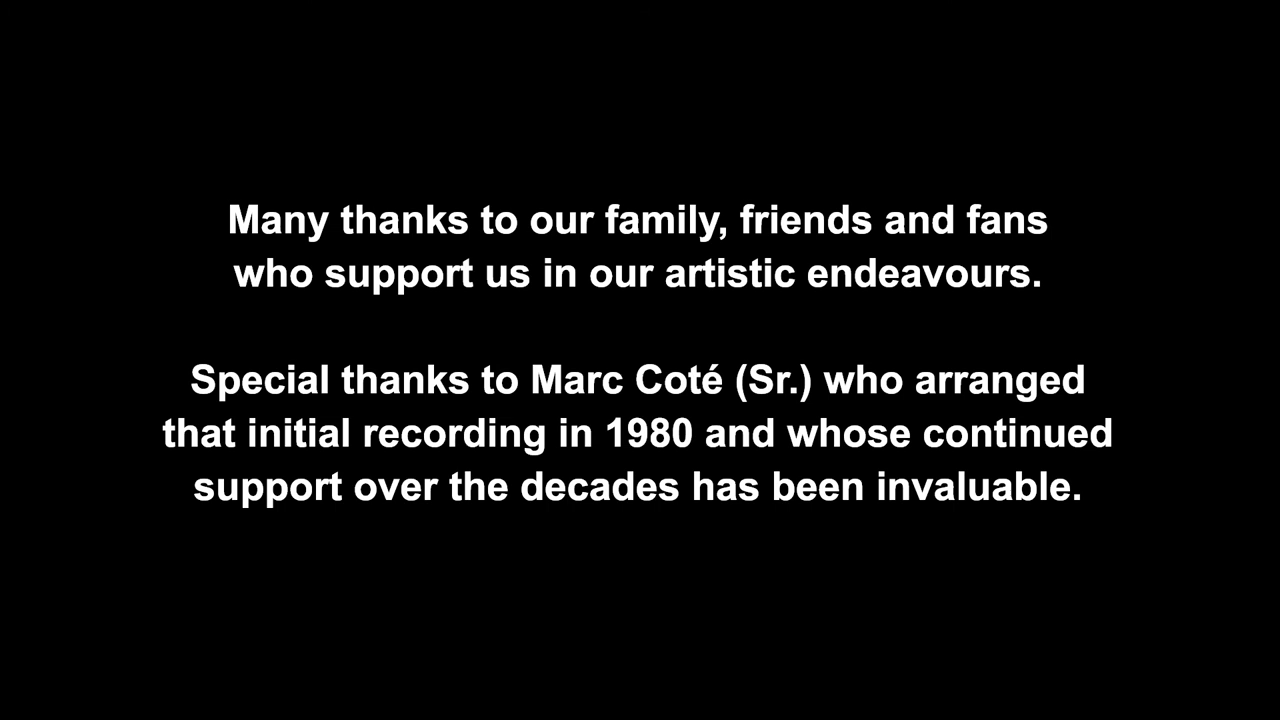 Many thanks to our family, friends and fans
who support us in our artistic endeavours.
Special thanks to Marc Coté (Sr.) who arranged
that initial recording in 1980 and whose continued
support over the decades has been invaluable.